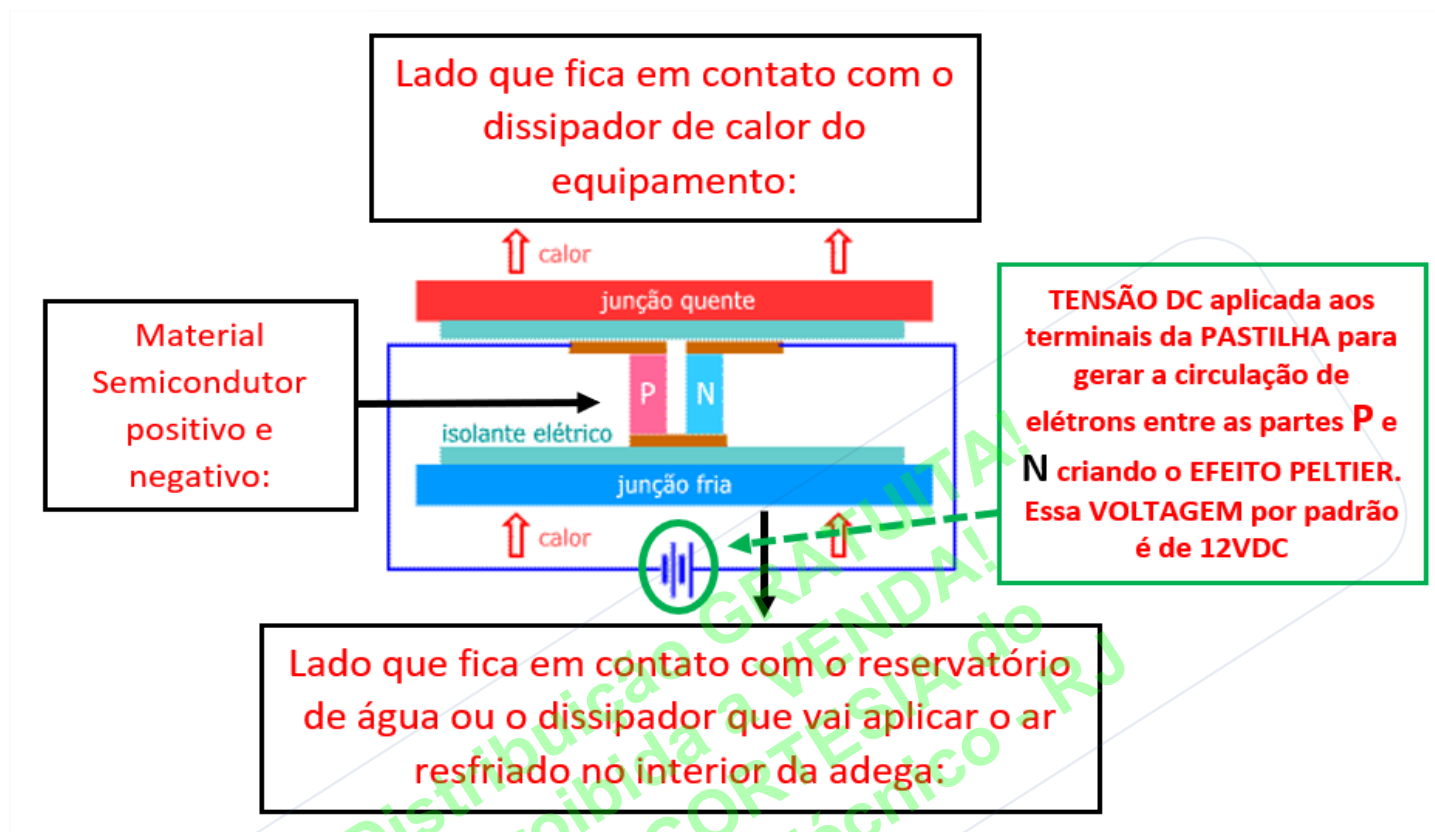 Lado que fica em contato com o
dissipador de calor do
equipamento:
calor
junção quente
Material
Semicondutor
positivo e
negativo:
P
N
isolante elétrico
junção fria
calor
TENSÃO DC aplicada aos
terminais da PASTILHA para
gerar a circulação de
elétrons entre as partes P e
N criando o EFEITO PELTIER.
Essa VOLTAGEM por padrão
é de 12VDC
Lado que fica em contato com o reservatório
de água ou o dissipador que vai aplicar o ar
resfriado no interior da adega:
Distribuição GRATUITA!
Proibida a VENDA!
CORTESIA do
Técnico - RJ